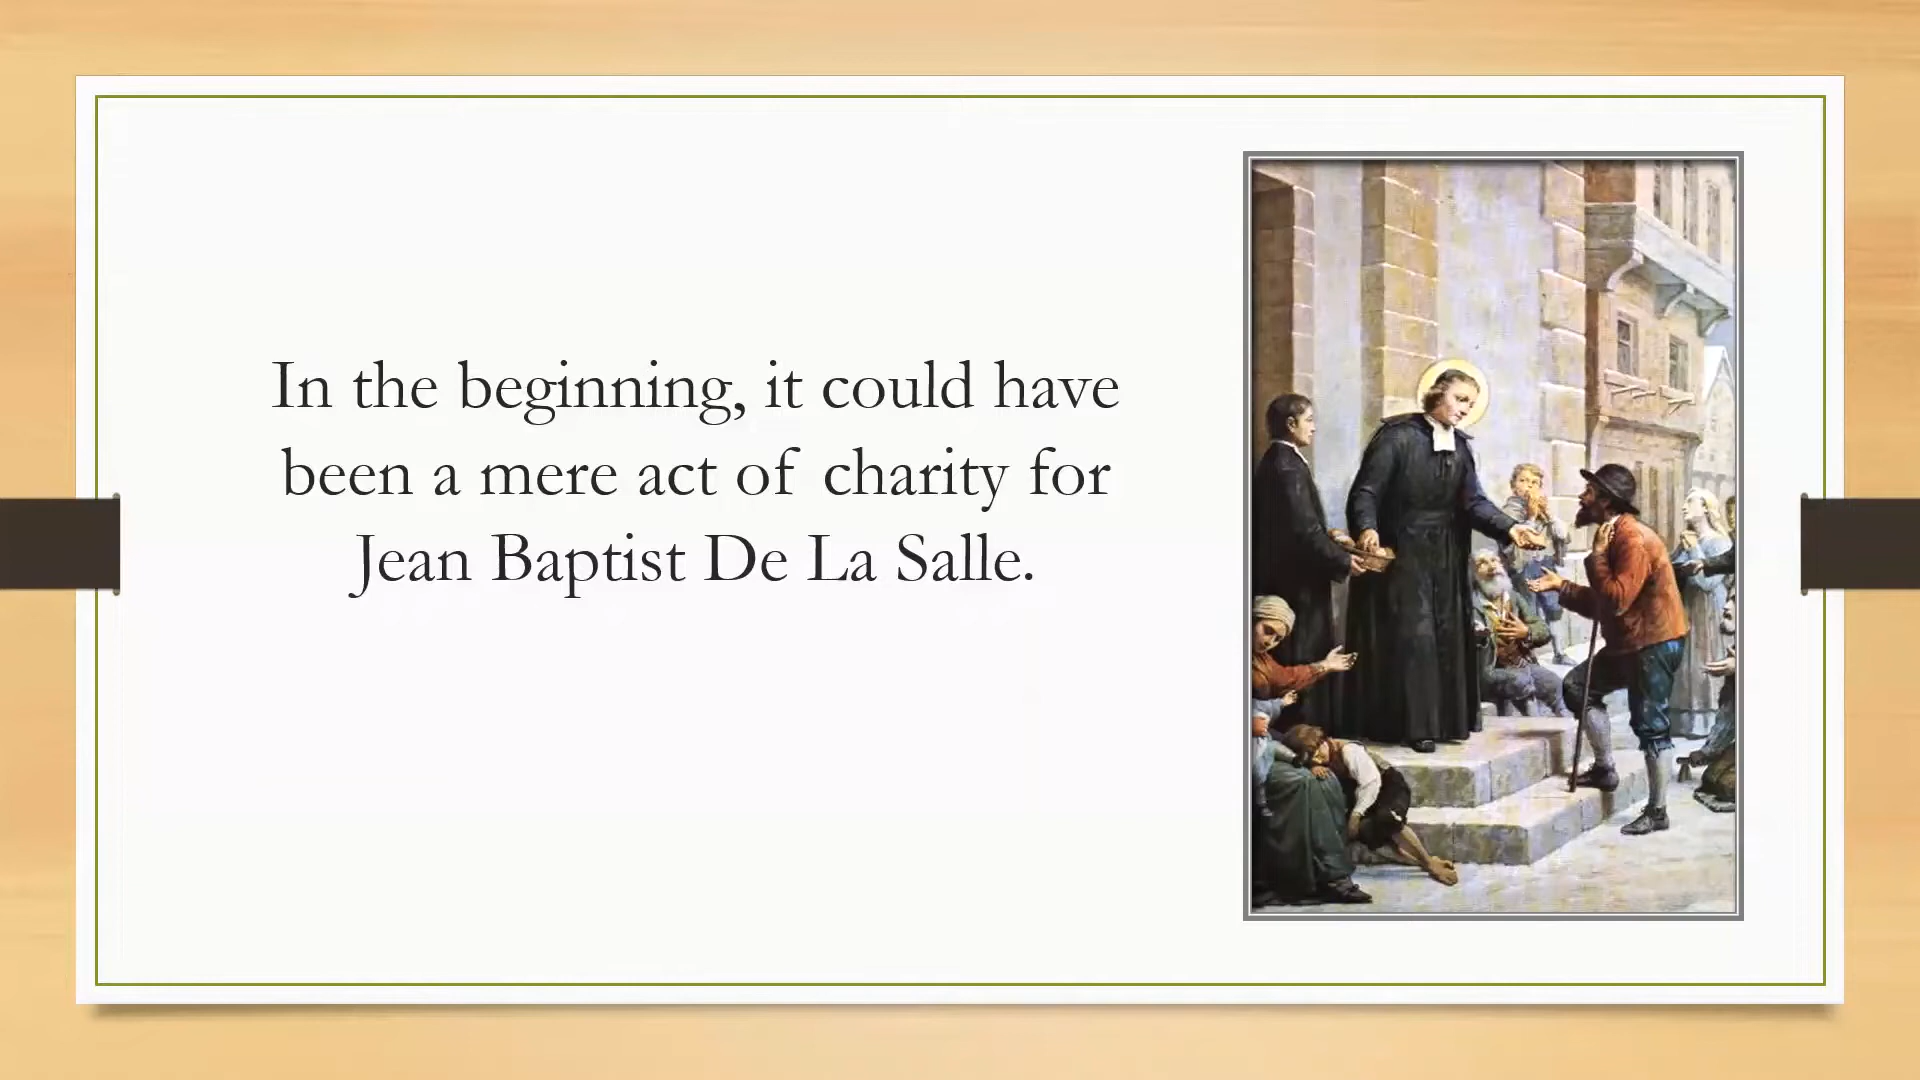 In the beginning, it could have
been a mere act of charity for
Jean Baptist De La Salle.